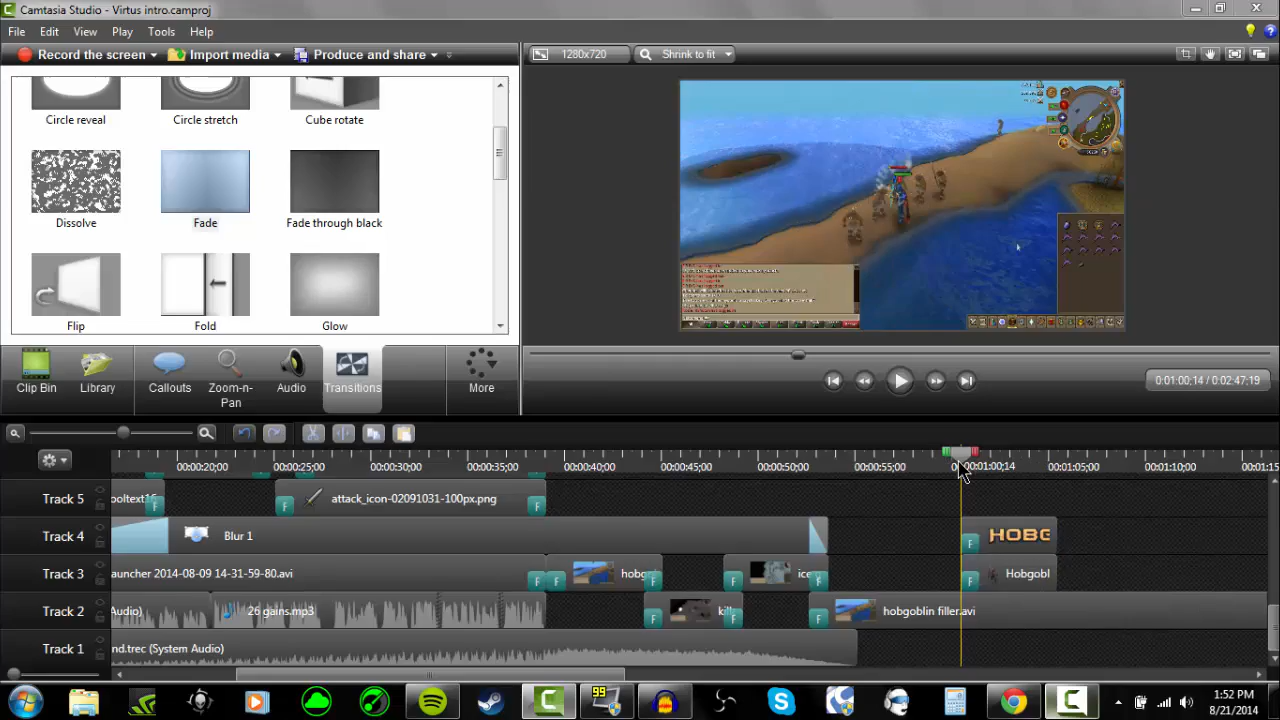 Camtasia Studio - Virtus intro.camproj
File Edit View Play Tools Help
Record the screen Import media Produce and share
1280x720 Shrink to fit
Circle reveal Circle stretch Cube rotate
Dissolve Fade Fade through black
Flip Fold Glow
Clip Bin Library Callouts Zoom-n-Pan Audio Transitions More
0:01:00;14 / 0:02:47;19
00:00:20;00 00:00:25;00 00:00:30;00 00:00:35;00 00:00:40;00 00:00:45;00 00:00:50;00 00:00:55;00 00:01:00;14 00:01:05;00 00:01:10;00 00:01:15
Track 5 ooltext1 F F attack_icon-02091031-100px.png F
Track 4 Blur 1 F HOBG
Track 3 auncher 2014-08-09 14-31-59-80.avi F F hobg F F ice F F Hobgobl
Track 2 Audio) 26 gains.mp3 F kill F F hobgoblin filler.avi
Track 1 nd.trec (System Audio)
99
1:52 PM
8/21/2014